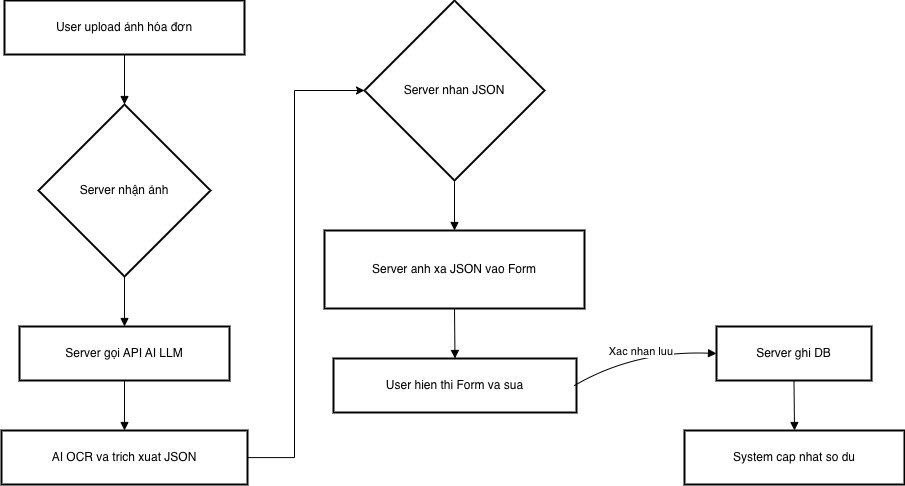 User upload ảnh hóa đơn
Server nhận ảnh
Server gọi API AI LLM
AI OCR va trich xuat JSON
Server nhan JSON
Server anh xa JSON vao Form
User hien thi Form va sua
Xac nhan luu
Server ghi DB
System cap nhat so du